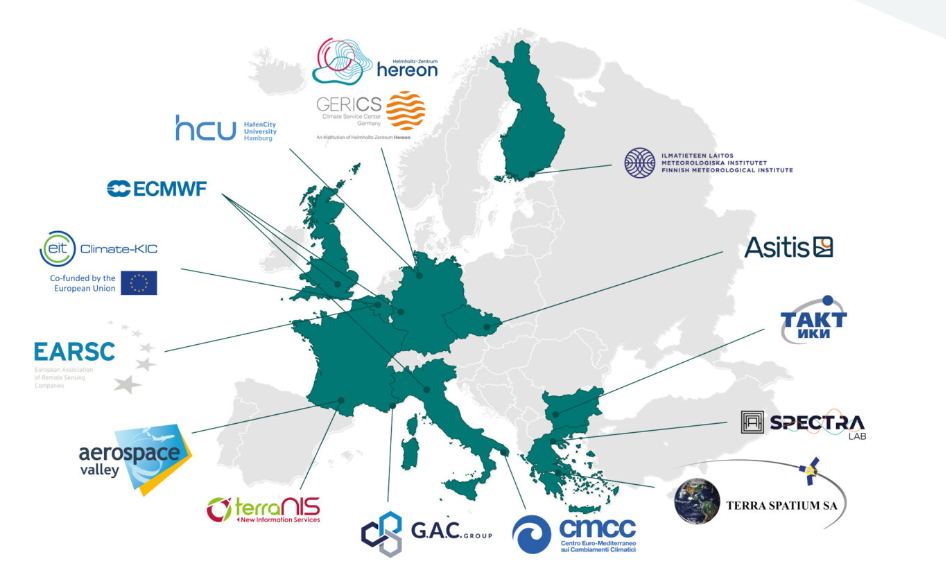 Helmholtz-Zentrum
hereon
GERICS
Climate Service Center
Germany
An Institution of Helmholtz-Zentrum Hereon
hcu
HafenCity
University
Hamburg
ILMATIETEEN LAITOS
METEOROLOGISKA INSTITUTET
FINNISH METEOROLOGICAL INSTITUTE
ECMWF
eit Climate-KIC
Co-funded by the
European Union
Asitis
TAKT
ИКИ
EARSC
European Association
of Remote Sensing
Companies
SPECTRA
LAB
aerospace
valley
TERRA SPATIUM SA
terraNIS
New Information Services
G.A.C. GROUP
cmcc
Centro Euro-Mediterraneo
sui Cambiamenti Climatici